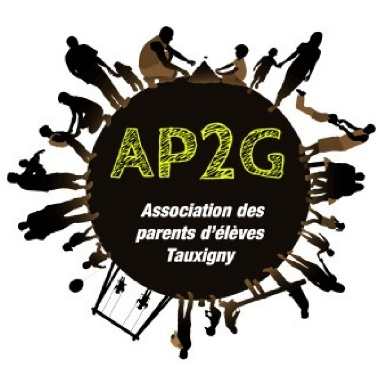 AP2G
Association des
parents d'élèves
Tauxigny